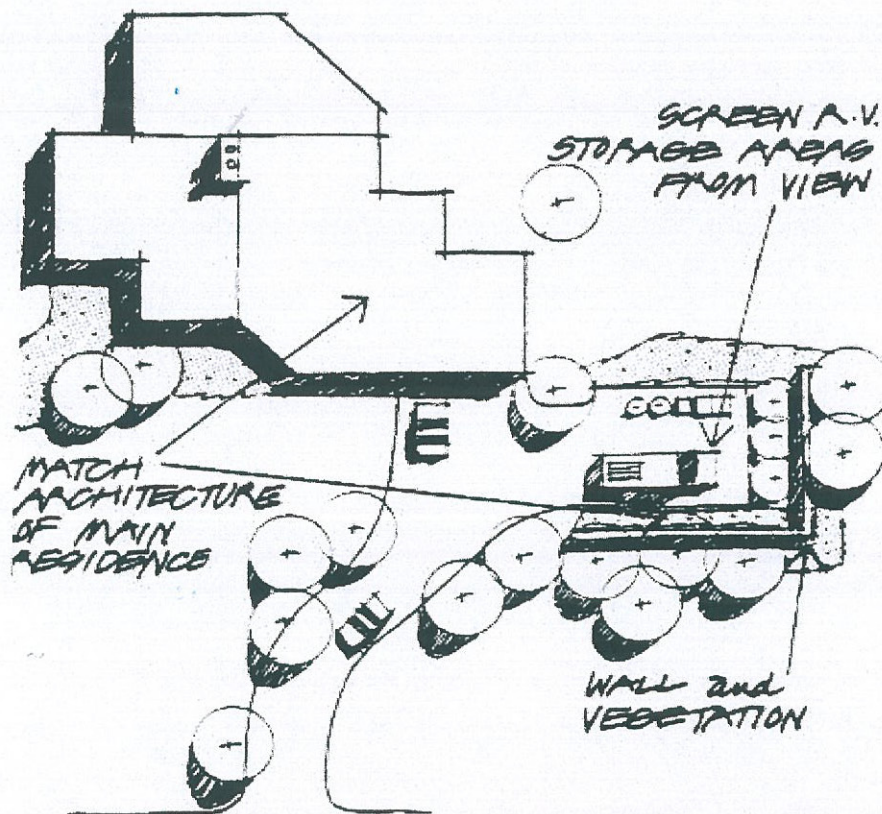 SCREEN R.V.
STORAGE AREAS
FROM VIEW
MATCH
ARCHITECTURE
OF MAIN
RESIDENCE
WALL and
VEGETATION